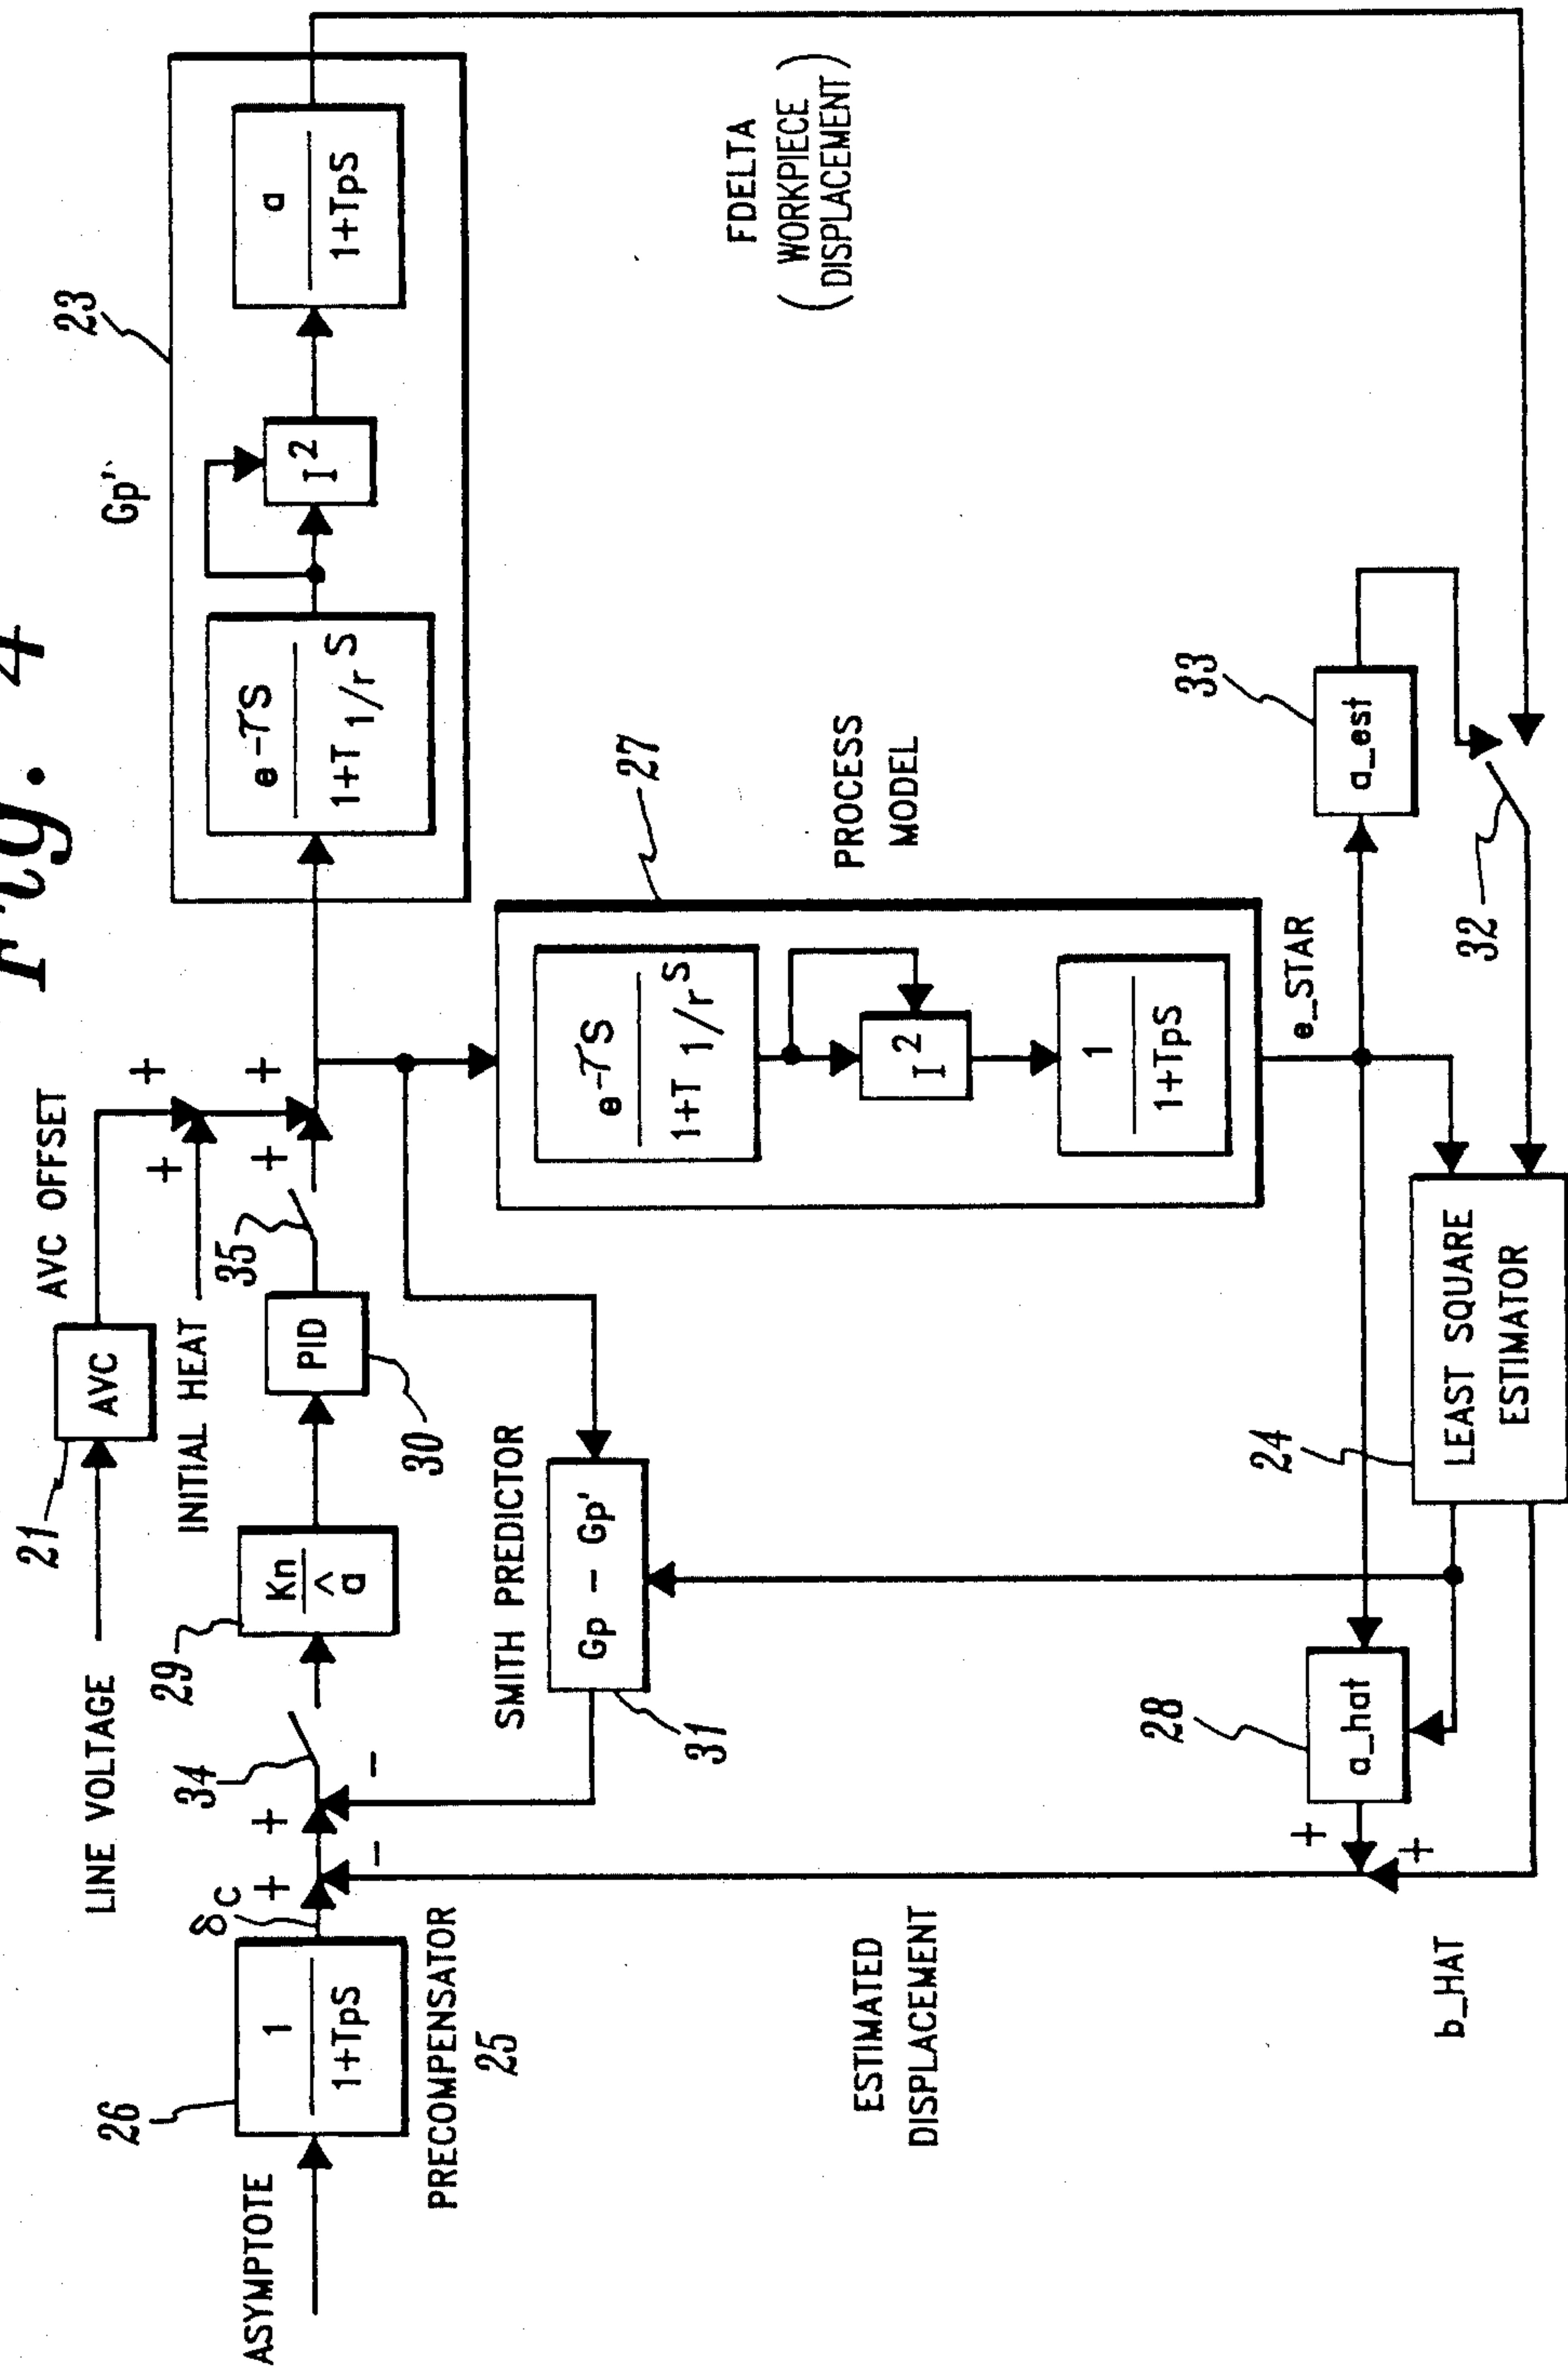 Fig. 4
23
Gp'
e-τS
1+T 1/r S
I 2
a
1+TpS
21
LINE VOLTAGE
AVC
AVC OFFSET
INITIAL HEAT
+
+
+
+
26
ASYMPTOTE
1
1+TpS
PRECOMPENSATOR
25
δC
+
−
+
−
34
29
Kn
^
a
PID
30
35
SMITH PREDICTOR
Gp − Gp'
31
27
PROCESS
MODEL
e-τS
1+T 1/r S
I 2
1
1+TpS
FDELTA
(WORKPIECE
DISPLACEMENT)
e_STAR
33
a_est
32
24
LEAST SQUARE
ESTIMATOR
28
a_hat
+
+
ESTIMATED
DISPLACEMENT
b_HAT